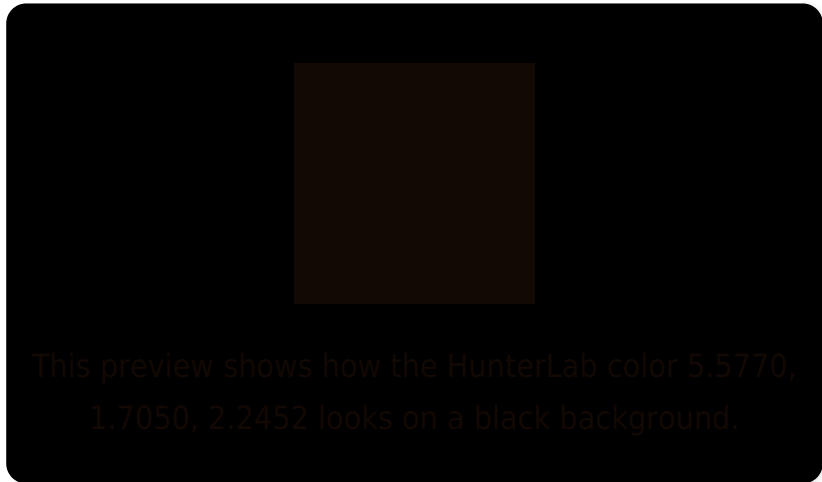 This preview shows how the HunterLab color 5.5770,
1.7050, 2.2452 looks on a black background.